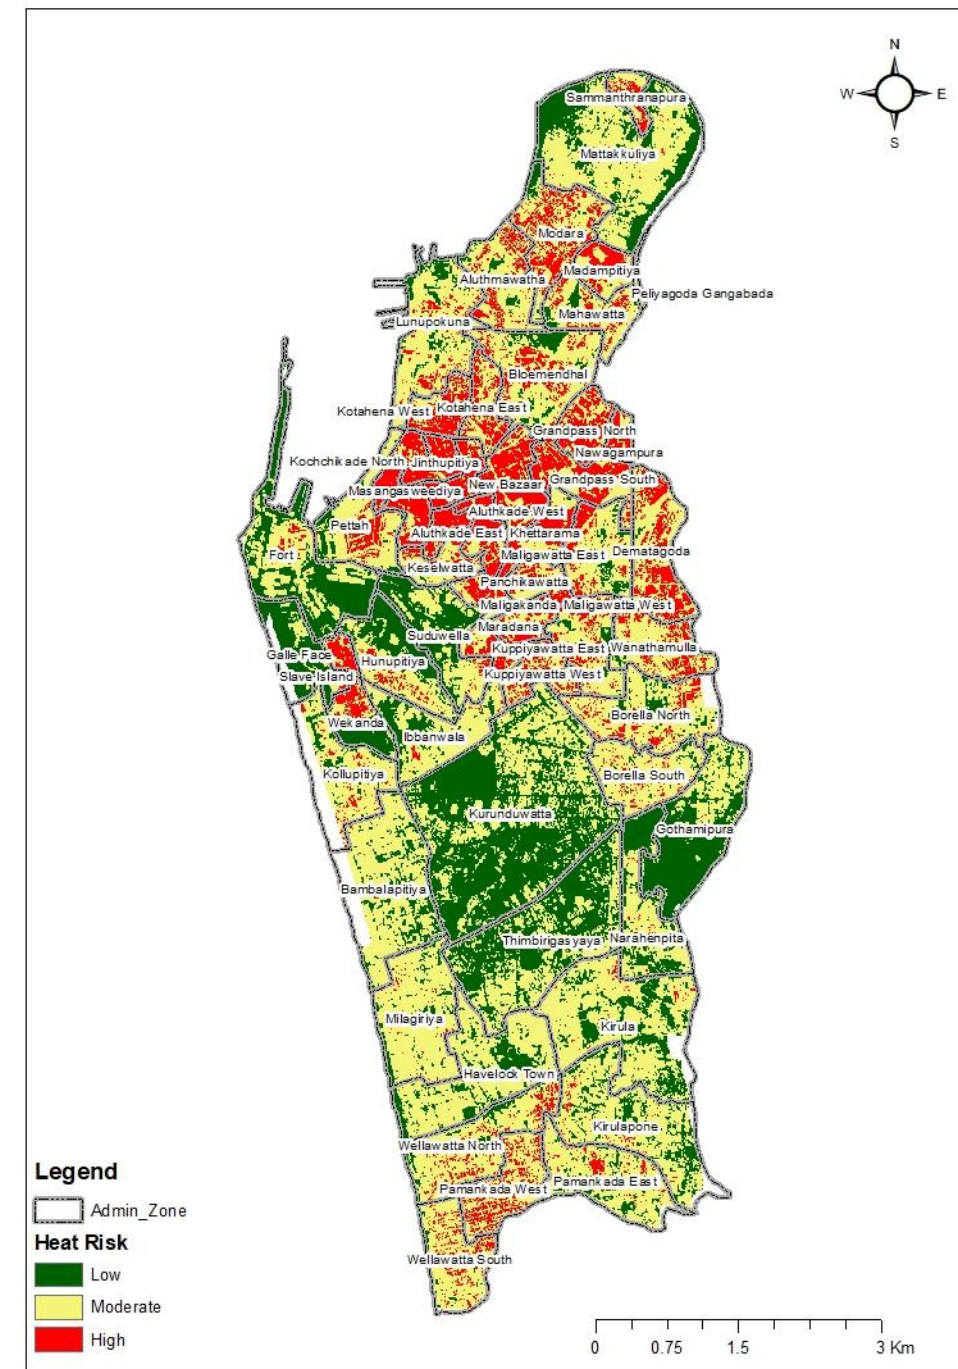 N
W E
S
Sammanthranapura
Mattakkuliya
Modara
Madampitiya
Aluthmawatha
Peliyagoda Gangabada
Mahawatta
Lunupokuna
Bloemendhal
Kotahena West
Kotahena East
Grandpass North
Nawagampura
Kochchikade North
Jinthupitiya
Grandpass South
New Bazaar
Masangasweediya
Aluthkade West
Pettah
Aluthkade East
Khettarama
Fort
Maligawatta East
Dematagoda
Keselwatta
Panchikawatta
Maligakanda
Maligawatta West
Maradana
Suduwella
Kuppiyawatta East
Wanathamulla
Galle Face
Hunupitiya
Slave Island
Kuppiyawatta West
Wekanda
Borella North
Ibbanwala
Kollupitiya
Borella South
Kurunduwatta
Gothamipura
Bambalapitiya
Thimbirigasyaya
Narahenpita
Milagiriya
Kirula
Havelock Town
Kirulapone
Wellawatta North
Pamankada West
Pamankada East
Wellawatta South
Legend
Admin_Zone
Heat Risk
Low
Moderate
High
0 0.75 1.5 3 Km